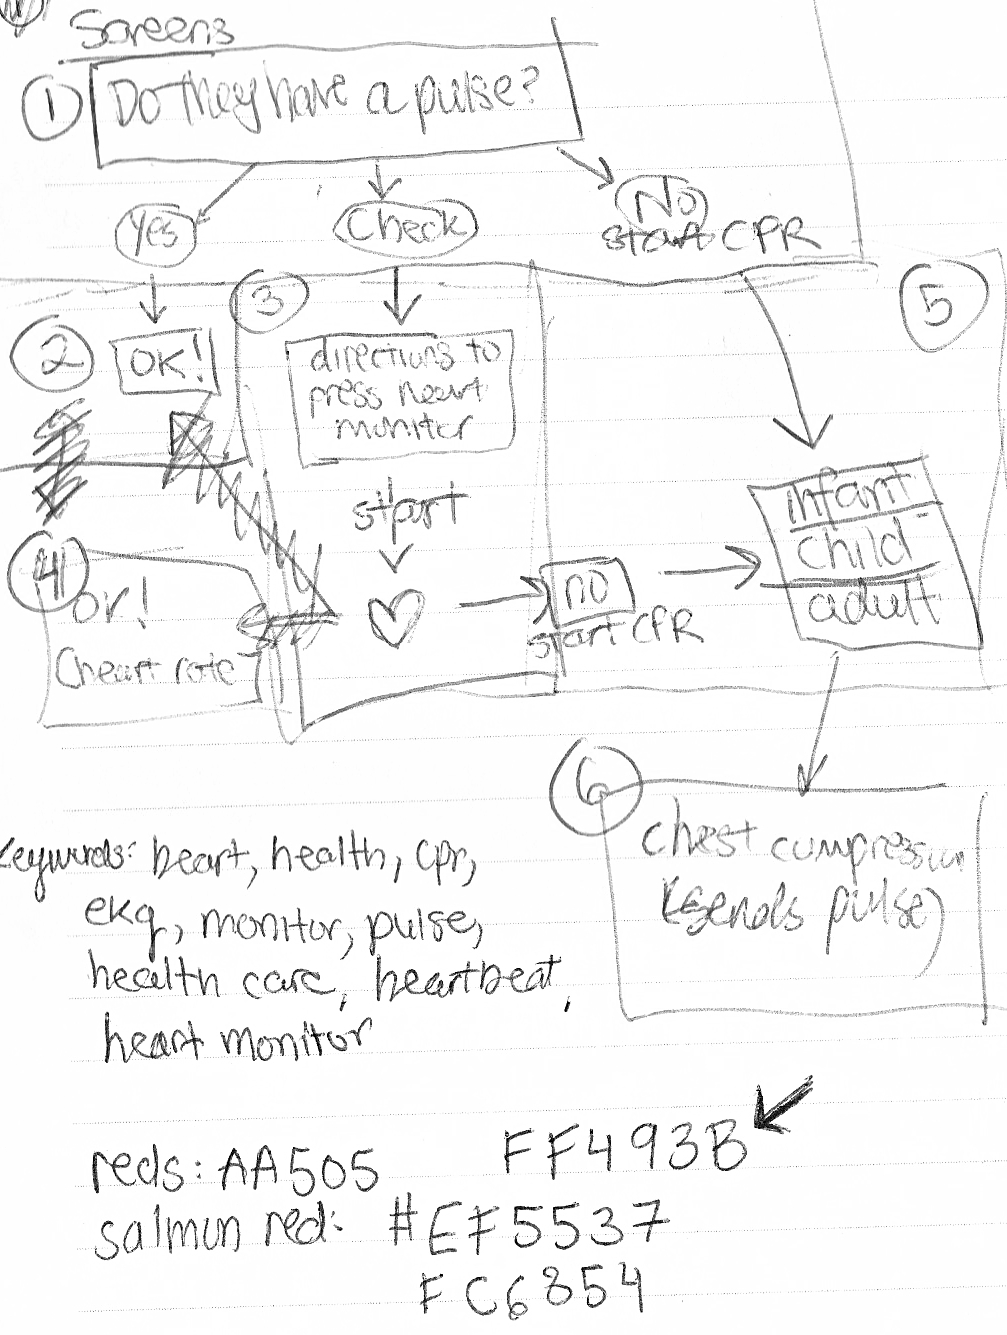 Screens
1
Do they have a pulse?
Yes
Check
No
start CPR
2
OK!
3
directions to
press heart
monitor
start
4
or!
heart rate
no
start CPR
5
infant
child
adult
6
chest compression
(sends pulse)
Keywords: heart, health, cpr,
ekg, monitor, pulse,
health care, heartbeat,
heart monitor
reds: AA505
FF493B
salmon red: #EF5537
FC6854